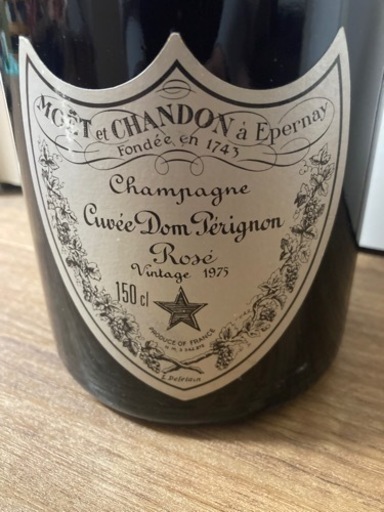 MOËT et CHANDON à Epernay
Fondée en 1743
Champagne
Cuvée Dom Pérignon
Rosé
Vintage 1975
150 cl
PRODUCE OF FRANCE